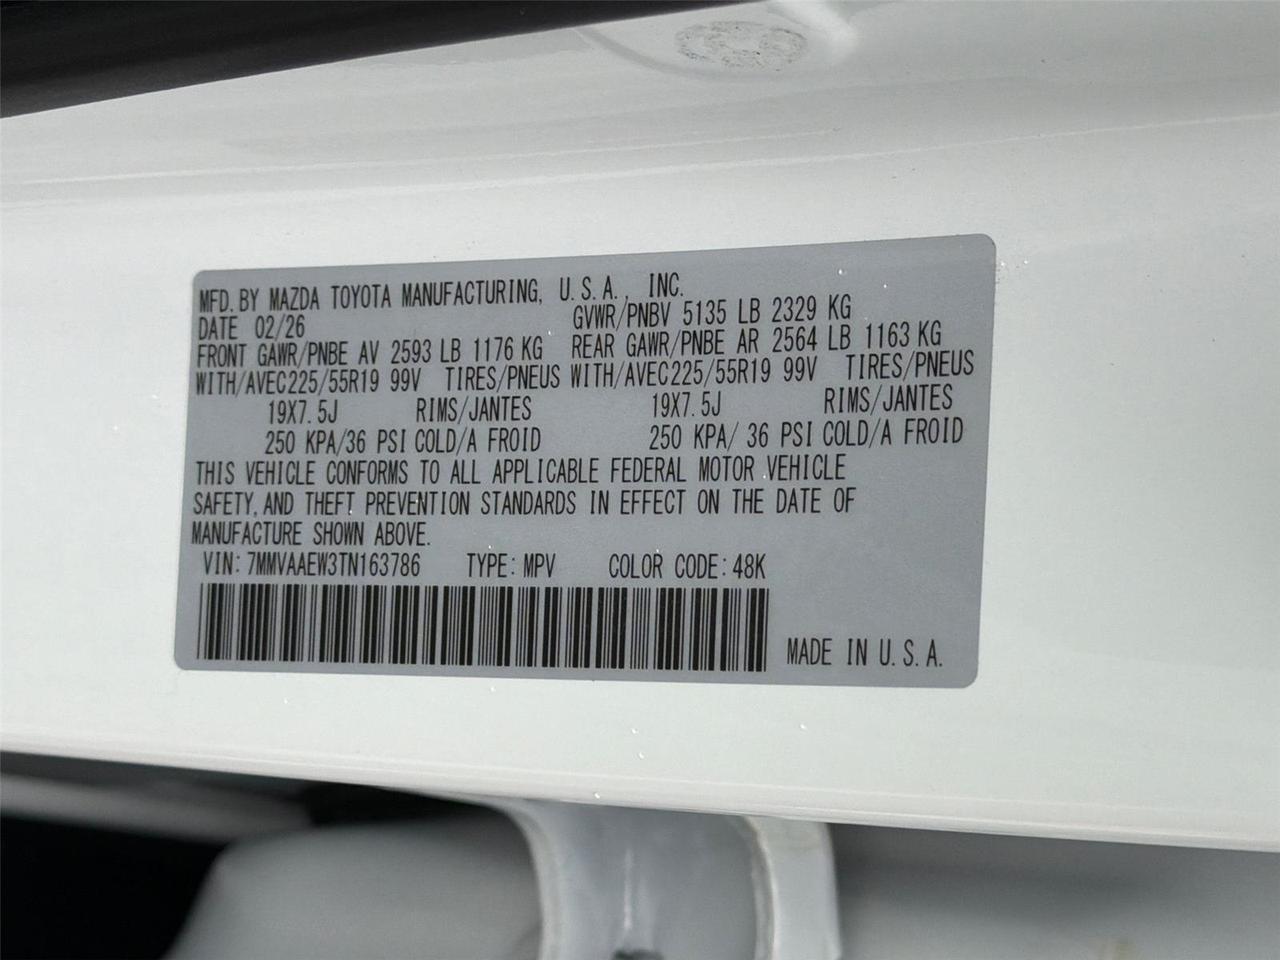 MFD. BY MAZDA TOYOTA MANUFACTURING, U.S.A., INC.
DATE 02/26 GVWR/PNBV 5135 LB 2329 KG
FRONT GAWR/PNBE AV 2593 LB 1176 KG REAR GAWR/PNBE AR 2564 LB 1163 KG
WITH/AVEC225/55R19 99V TIRES/PNEUS WITH/AVEC225/55R19 99V TIRES/PNEUS
19X7.5J RIMS/JANTES 19X7.5J RIMS/JANTES
250 KPA/36 PSI COLD/A FROID 250 KPA/ 36 PSI COLD/A FROID
THIS VEHICLE CONFORMS TO ALL APPLICABLE FEDERAL MOTOR VEHICLE
SAFETY, AND THEFT PREVENTION STANDARDS IN EFFECT ON THE DATE OF
MANUFACTURE SHOWN ABOVE.
VIN: 7MMVAAEW3TN163786 TYPE: MPV COLOR CODE: 48K
MADE IN U.S.A.